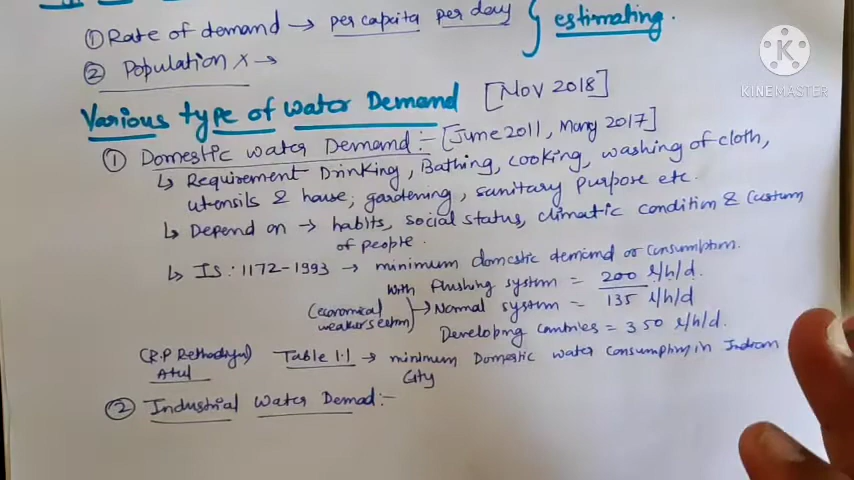 ① Rate of demand → per capaita per day } estimating.
② Population x →
KINEMASTER
Various type of water Demand [Nov 2018]
① Domestic water Demand :- [June 2011, May 2017]
↳ Requirement Drinking, Bathing, cooking, washing of cloth,
utensils & house, gardening, sanitary purpose etc.
↳ Depend on → habits, social status, climatic condition & Custom
of people.
↳ IS:1172-1993 → minimum domestic demand or consumption.
with flushing system = 200 l/h/d.
(economical weaker section) → Normal system = 135 l/h/d
Developing countries = 350 l/h/d.
(R.P Atul Table 1.1 → minimum Domestic water consumption in Indian
City
② Industrial Water Demad :-